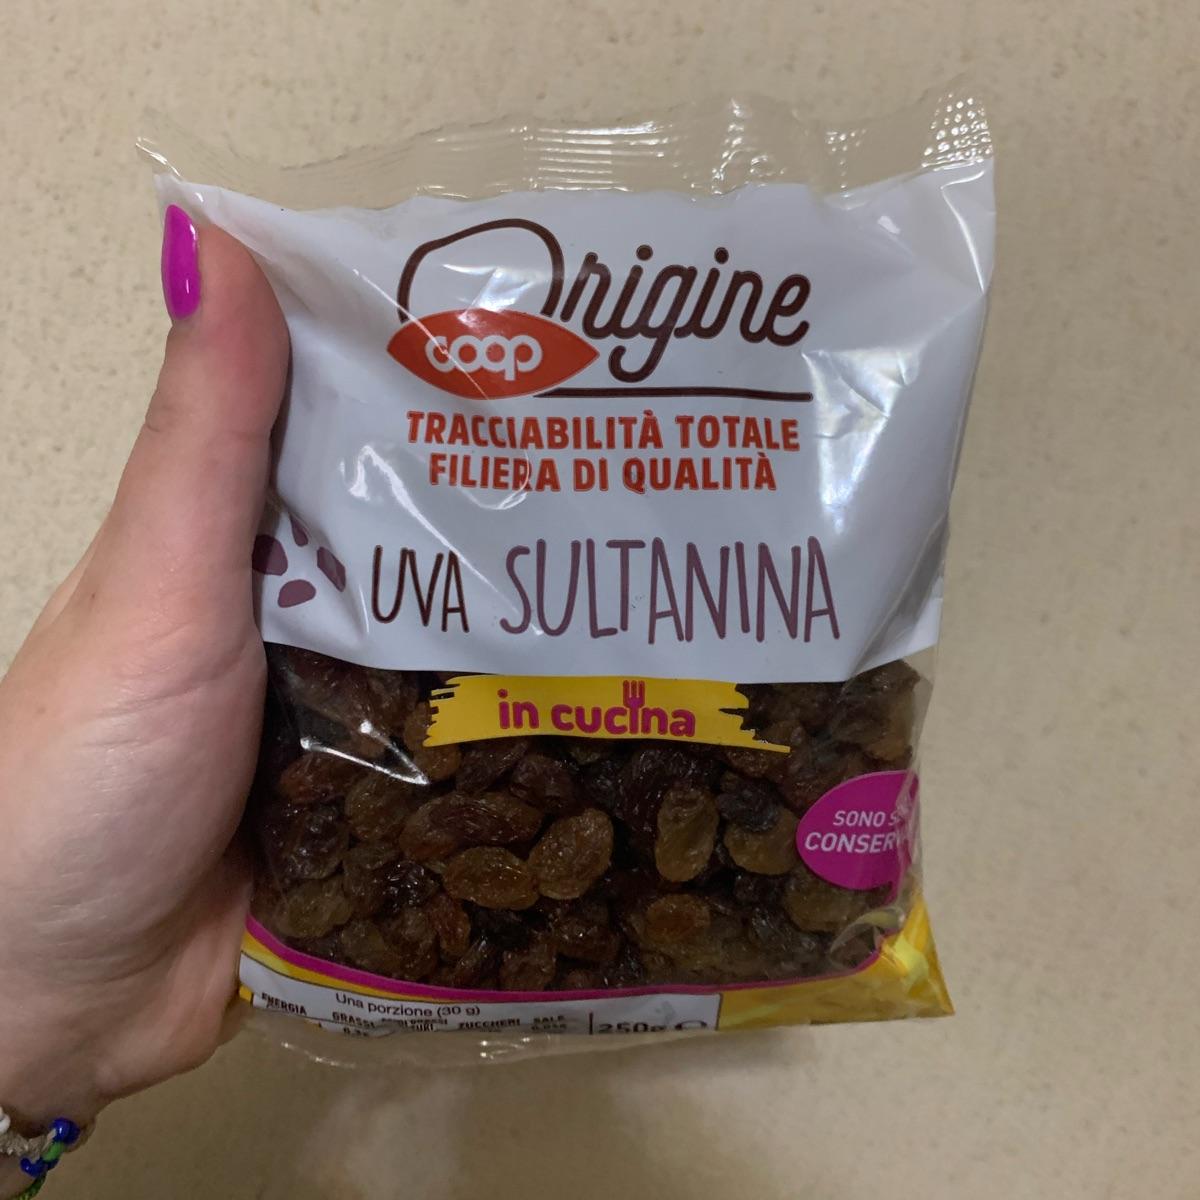 Origine
coop
TRACCIABILITÀ TOTALE
FILIERA DI QUALITÀ
UVA SULTANINA
in cucina
SONO
Una porzione (30 g)
ENERGIA
GRASSI
ZUCCHERI
SALE
250g e